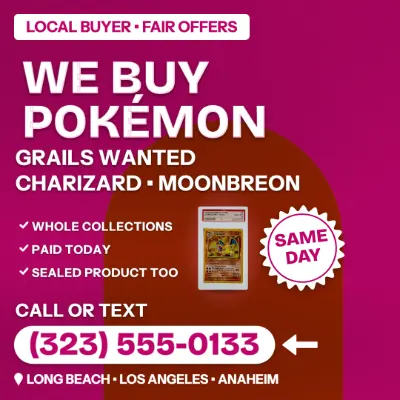 LOCAL BUYER ▪ FAIR OFFERS
WE BUY
POKÉMON
GRAILS WANTED
CHARIZARD ▪ MOONBREON
WHOLE COLLECTIONS
PAID TODAY
SEALED PRODUCT TOO
SAME
DAY
CALL OR TEXT
(323) 555-0133
LONG BEACH ▪ LOS ANGELES ▪ ANAHEIM